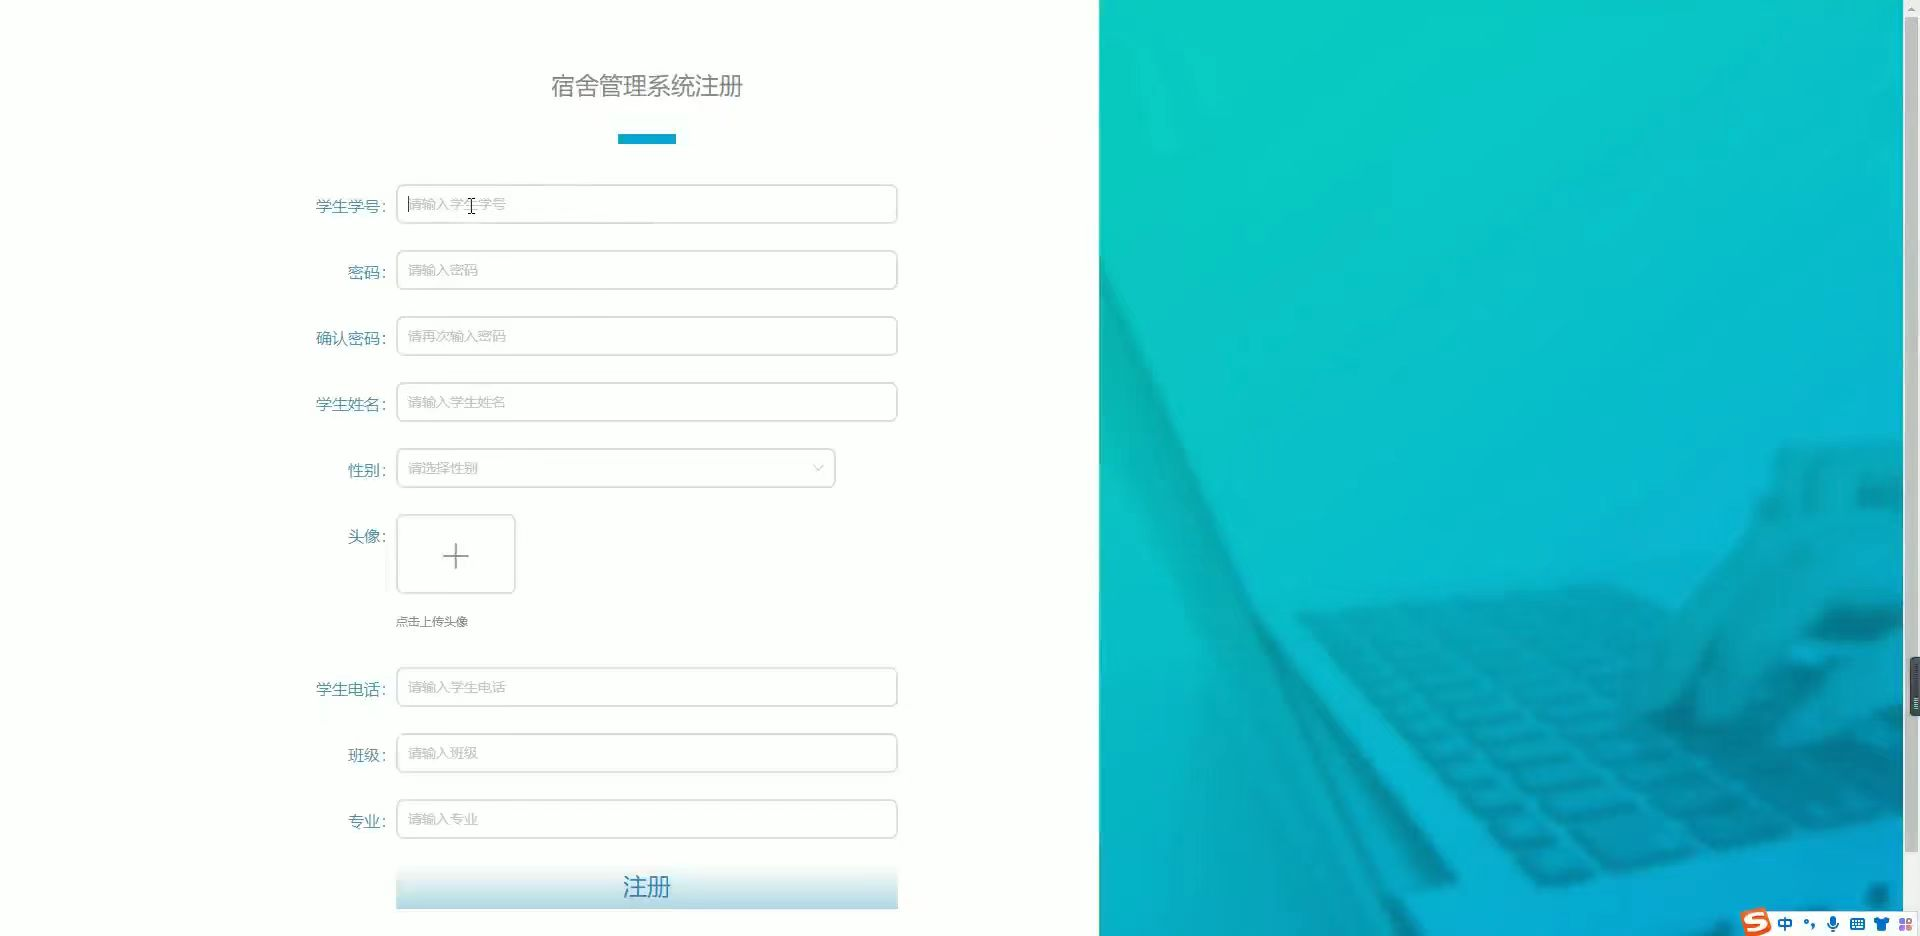 宿舍管理系统注册
学生学号： 请输入学生学号
密码： 请输入密码
确认密码： 请再次输入密码
学生姓名： 请输入学生姓名
性别： 请选择性别
头像：
点击上传头像
学生电话： 请输入学生电话
班级： 请输入班级
专业： 请输入专业
注册
S 中